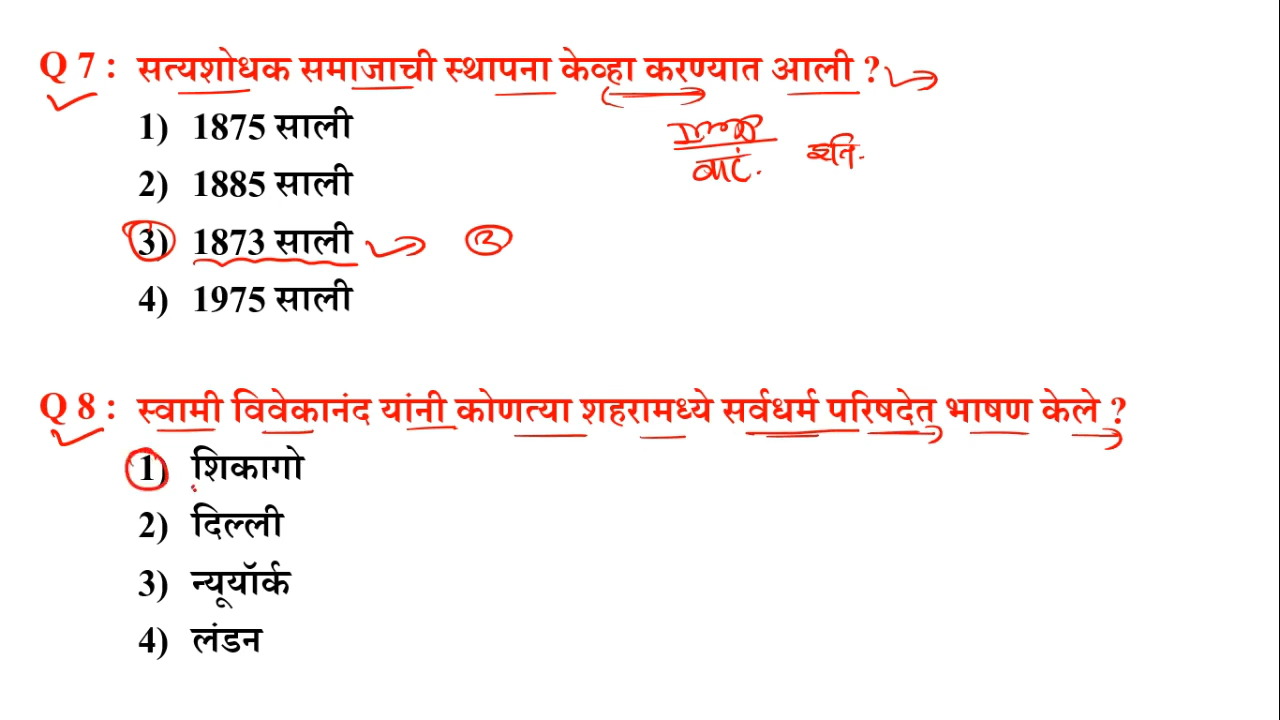 Q 7 : सत्यशोधक समाजाची स्थापना केव्हा करण्यात आली ?
1) 1875 साली
2) 1885 साली
3) 1873 साली
4) 1975 साली
Q 8 : स्वामी विवेकानंद यांनी कोणत्या शहरामध्ये सर्वधर्म परिषदेत भाषण केले ?
1) शिकागो
2) दिल्ली
3) न्यूयॉर्क
4) लंडन